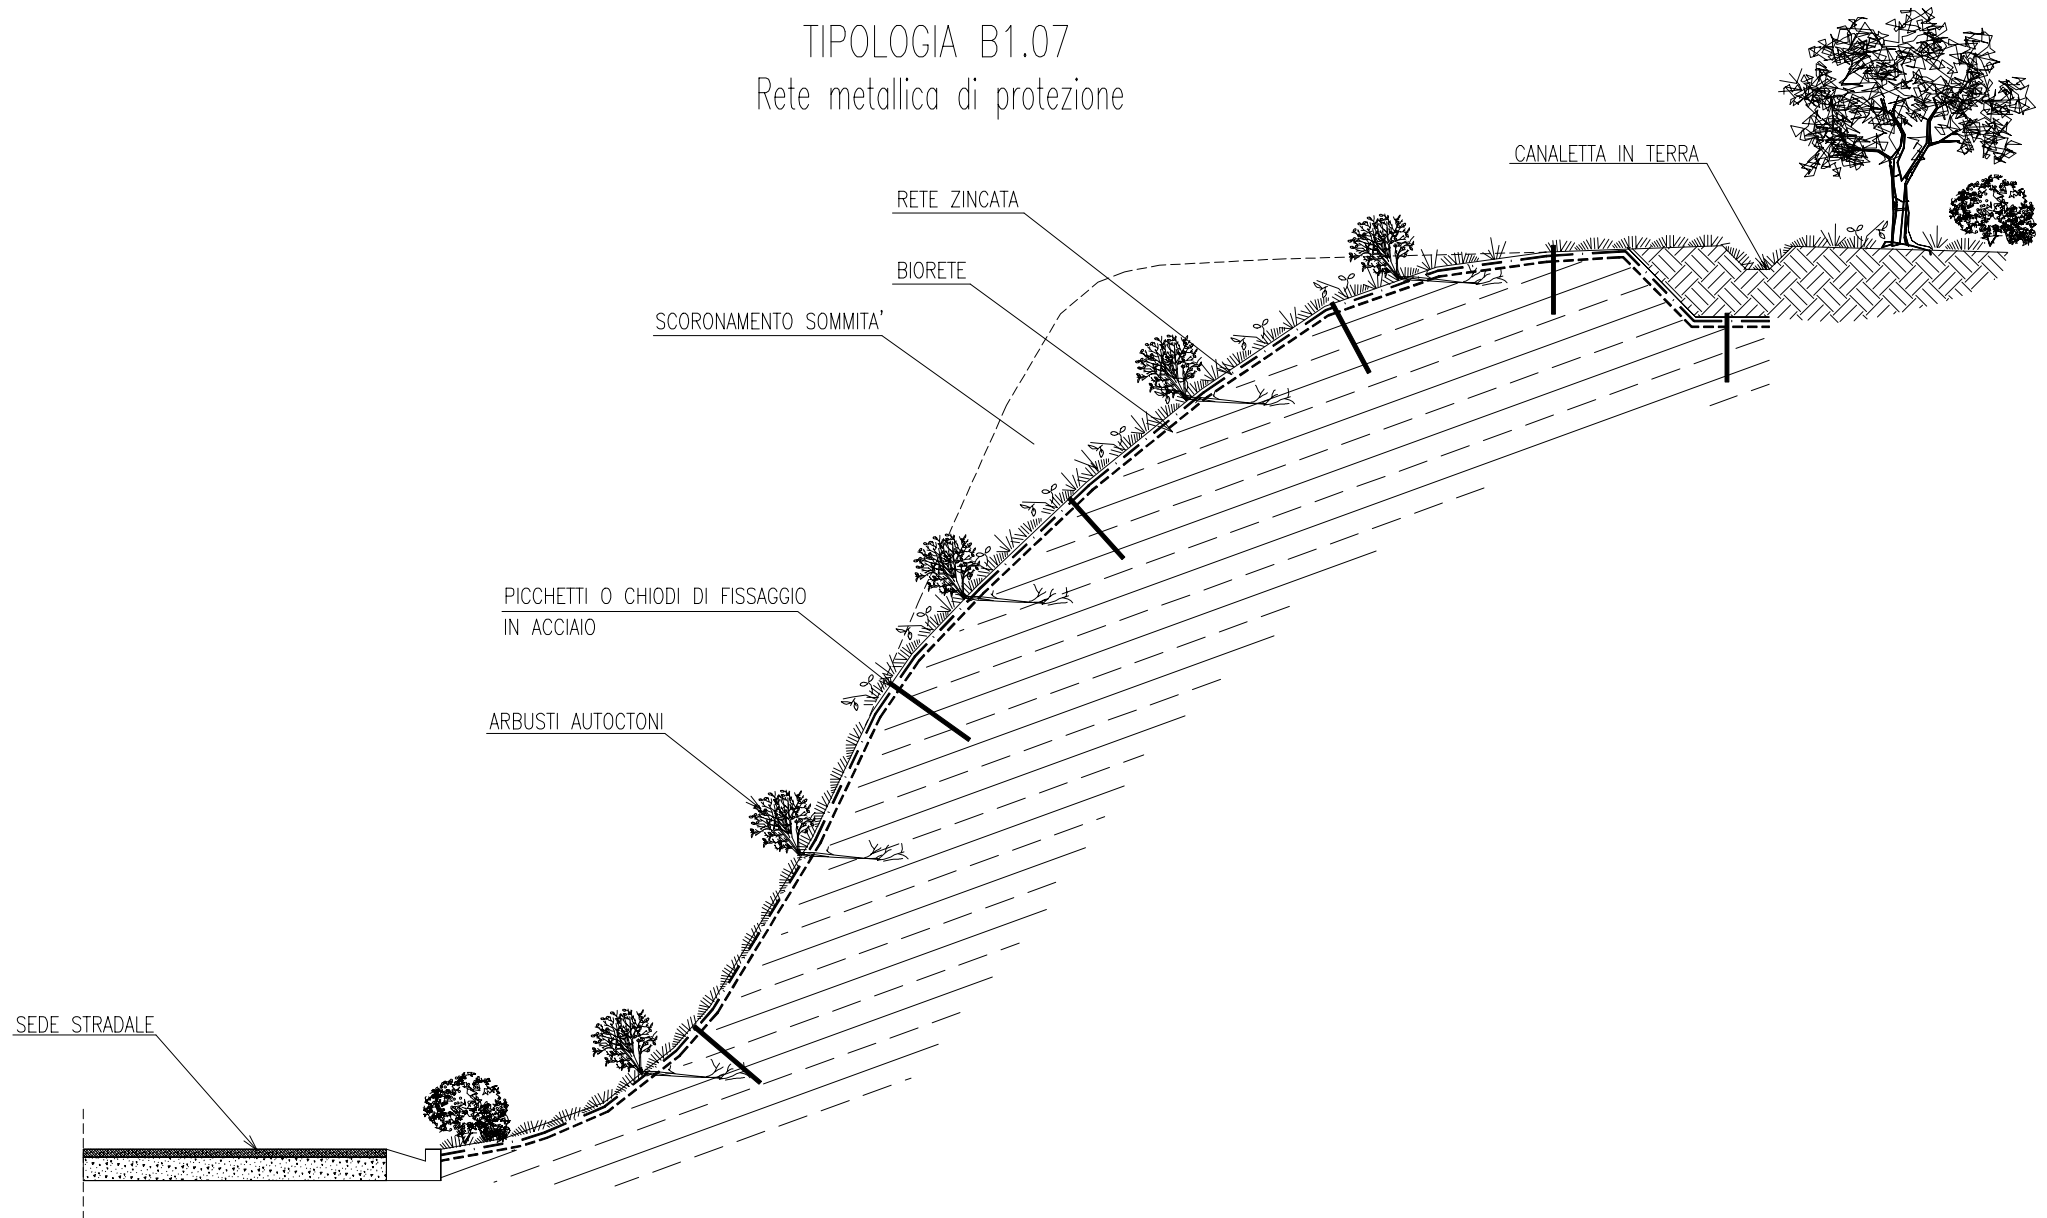 TIPOLOGIA B1.07
Rete metallica di protezione
CANALETTA IN TERRA
RETE ZINCATA
BIORETE
SCORONAMENTO SOMMITA'
PICCHETTI O CHIODI DI FISSAGGIO
IN ACCIAIO
ARBUSTI AUTOCTONI
SEDE STRADALE